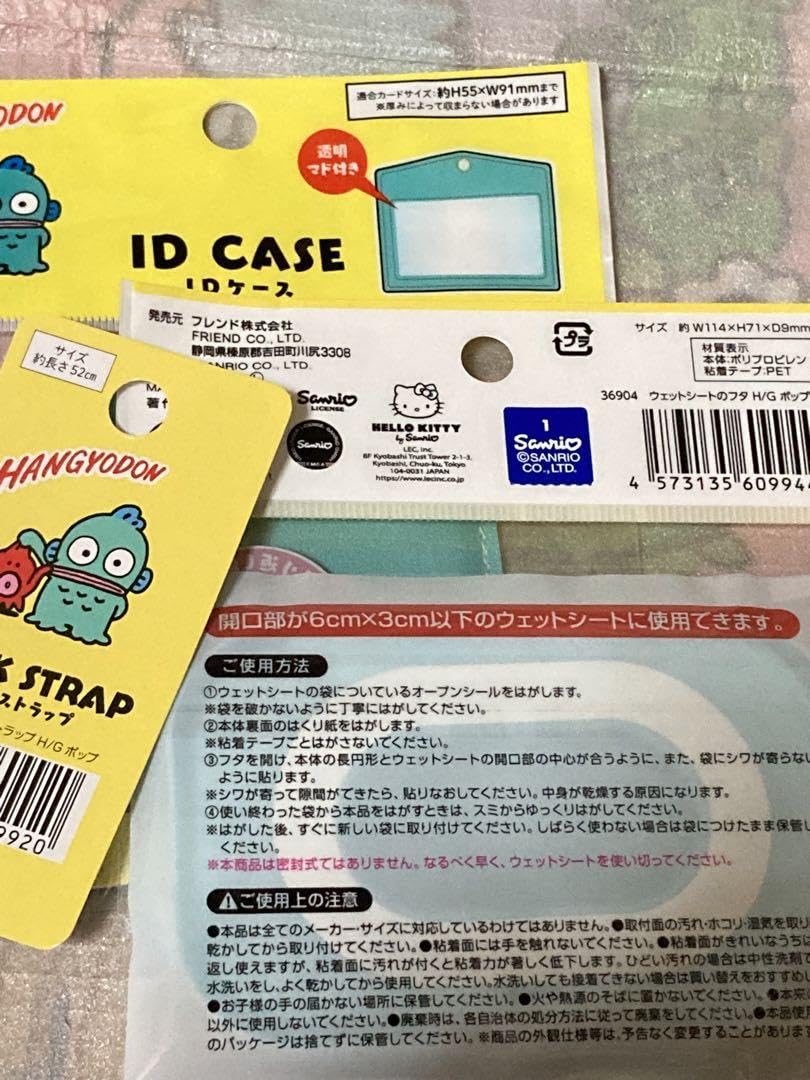 適合カードサイズ:約H55×W91mmまで
※厚みによって収まらない場合があります
YODON
透明
マド付き
ID CASE
IDケース
発売元 フレンド株式会社
FRIEND CO., LTD.
静岡県榛原郡吉田町川尻3308
SANRIO CO., LTD.
Sanrio
LICENSE
Sanrio
HELLO KITTY
by Sanrio
LEC, Inc.
8F Kyobashi Trust Tower 2-1-3,
Kyobashi, Chuo-ku, Tokyo
104-0031 JAPAN
https://www.lecinc.co.jp
1
Sanrio
©SANRIO
CO., LTD.
プラ
サイズ 約W114×H71×D9mm
材質表示
本体:ポリプロピレン
粘着テープ:PET
36904 ウェットシートのフタ H/G ポップ
4 573135 60994
サイズ
約長さ52cm
HANGYODON
K STRAP
ストラップ
トラップ H/G ポップ
9920
開口部が6cm×3cm以下のウェットシートに使用できます。
ご使用方法
①ウェットシートの袋についているオープンシールをはがします。
※袋を破かないように丁寧にはがしてください。
②本体裏面のはくり紙をはがします。
※粘着テープごとはがさないでください。
③フタを開け、本体の長円形とウェットシートの開口部の中心が合うように、また、袋にシワが寄らない
ように貼ります。
※シワが寄って隙間ができたら、貼りなおしてください。中身が乾燥する原因になります。
④使い終わった袋から本品をはがすときは、スミからゆっくりはがしてください。
※はがした後、すぐに新しい袋に取り付けてください。しばらく使わない場合は袋につけたまま保管し
ください。
※本商品は密封式ではありません。なるべく早く、ウェットシートを使い切ってください。
ご使用上の注意
●本品は全てのメーカー・サイズに対応しているわけではありません。●取付面の汚れ・ホコリ・湿気を取り
乾かしてから取り付けてください。●粘着面には手を触れないでください。●粘着面がきれいなうちは
返し使えますが、粘着面に汚れが付くと粘着力が著しく低下します。ひどい汚れの場合は中性洗剤で
水洗いをし、よく乾かしてから使用してください。水洗いしても接着できない場合は買い替えをおすすめし
●お子様の手の届かない場所に保管してください。●火や熱源のそばに置かないでください。●本来
以外に使用しないでください。●廃棄時は、各自治体の処分方法に従って廃棄をしてください。●本品使用
のパッケージは捨てずに保管してください。※商品の外観仕様等は、予告なく変更することがあります